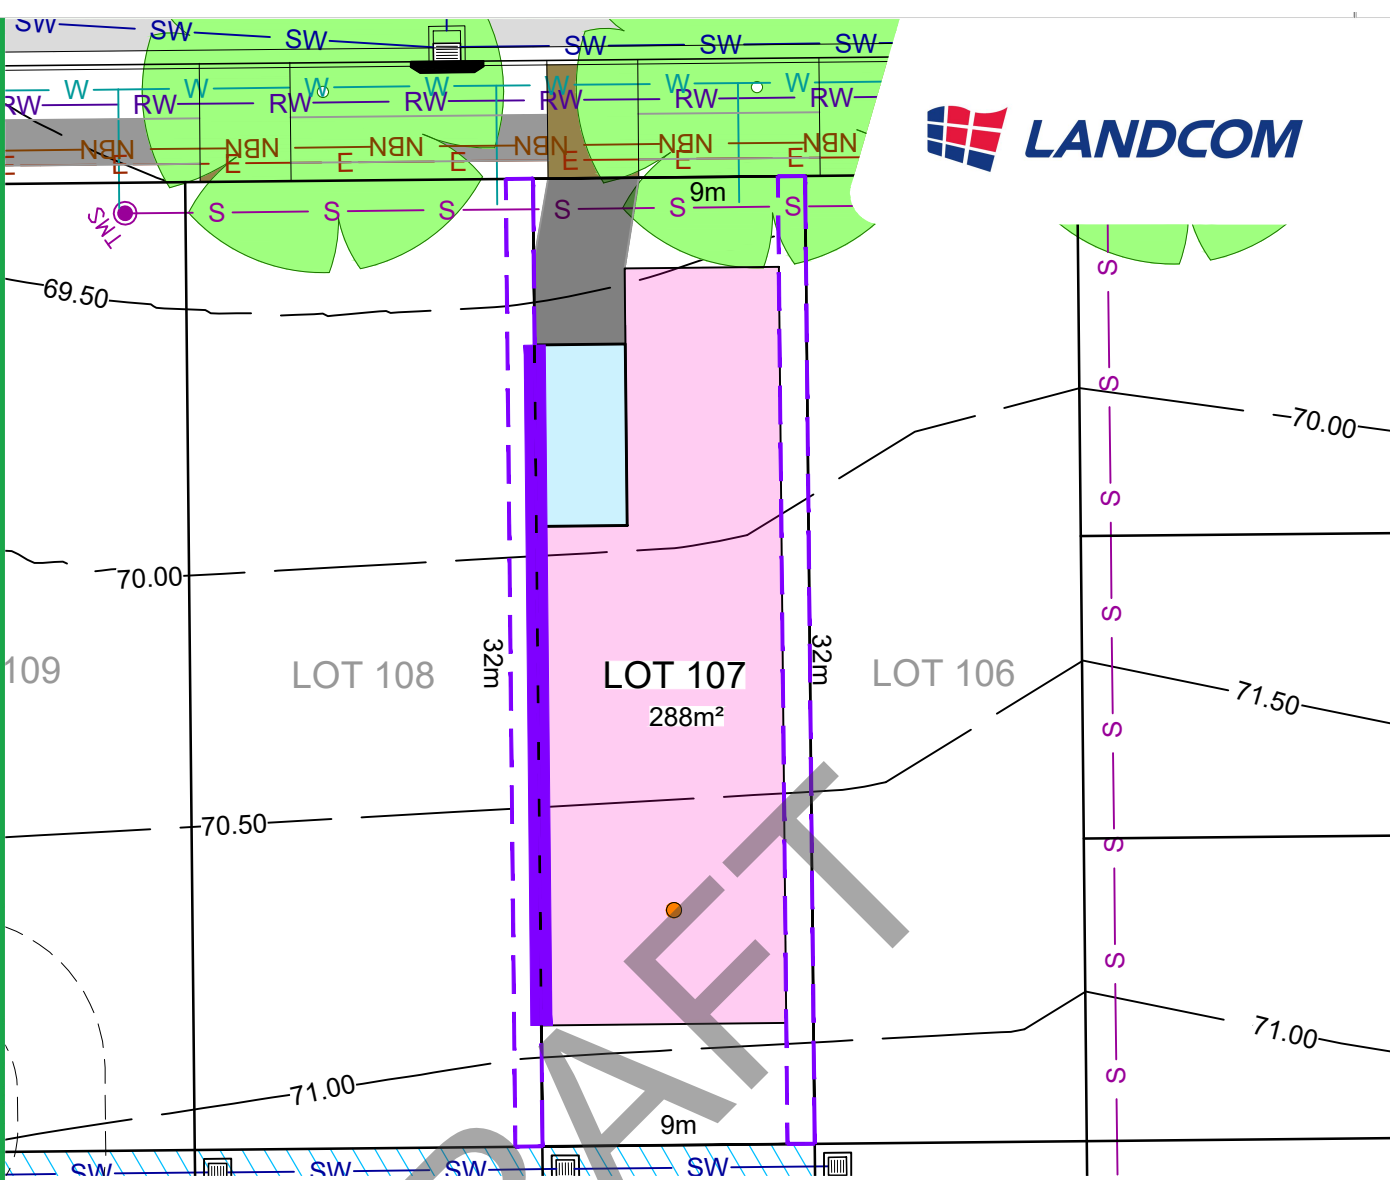 SW SW SW SW SW SW
W W W W W W W
RW RW RW RW RW RW RW
NBN NBN NBN NBN NBN NBN
E E E E E E E
LANDCOM
9m
SMT
S S S S S S
S
69.50
S
70.00
S
70.00
S
32m 32m
109 LOT 108 LOT 107 LOT 106
288m²
71.50
S
70.50
S
DRAFT
S
71.00
S
71.00
9m
SW SW SW SW